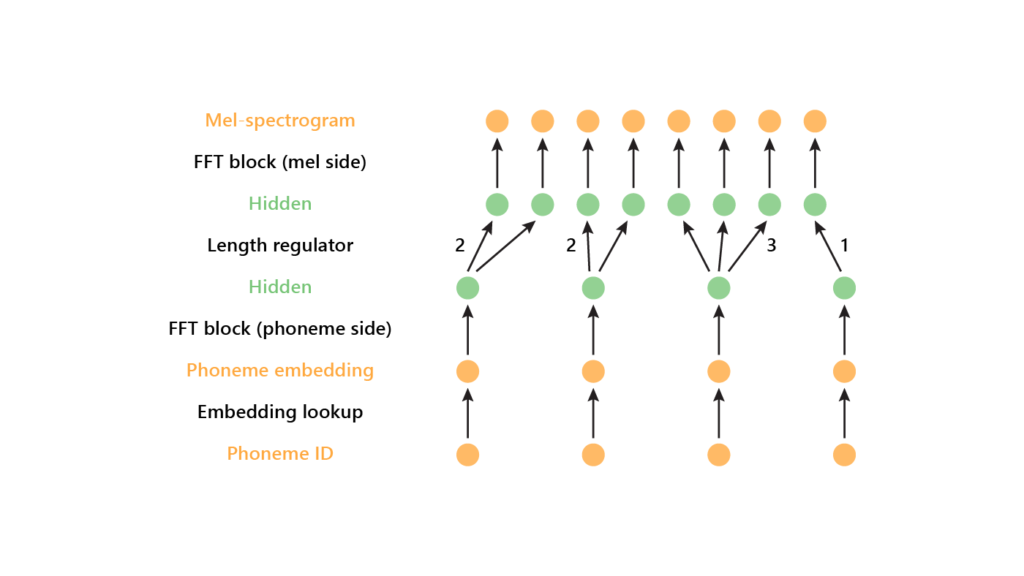 Mel-spectrogram
FFT block (mel side)
Hidden
Length regulator
2
2
3
1
Hidden
FFT block (phoneme side)
Phoneme embedding
Embedding lookup
Phoneme ID